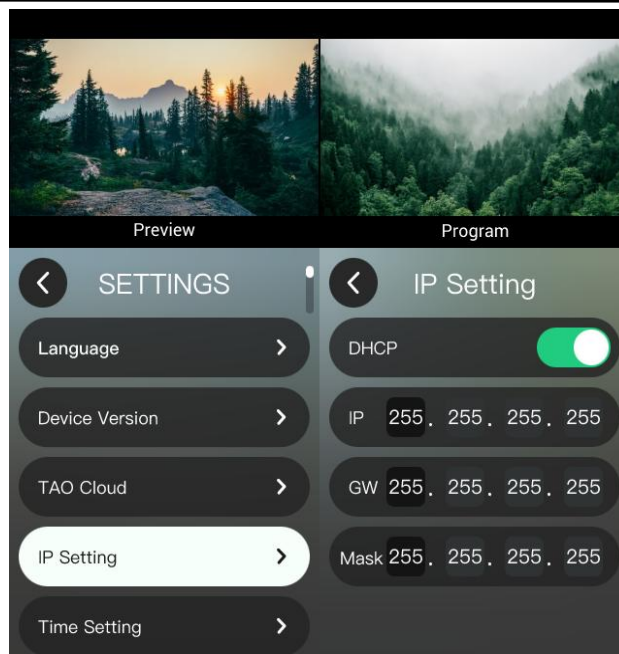 Preview
Program
SETTINGS
Language
Device Version
TAO Cloud
IP Setting
Time Setting
IP Setting
DHCP
IP 255. 255. 255. 255
GW 255. 255. 255. 255
Mask 255. 255. 255. 255